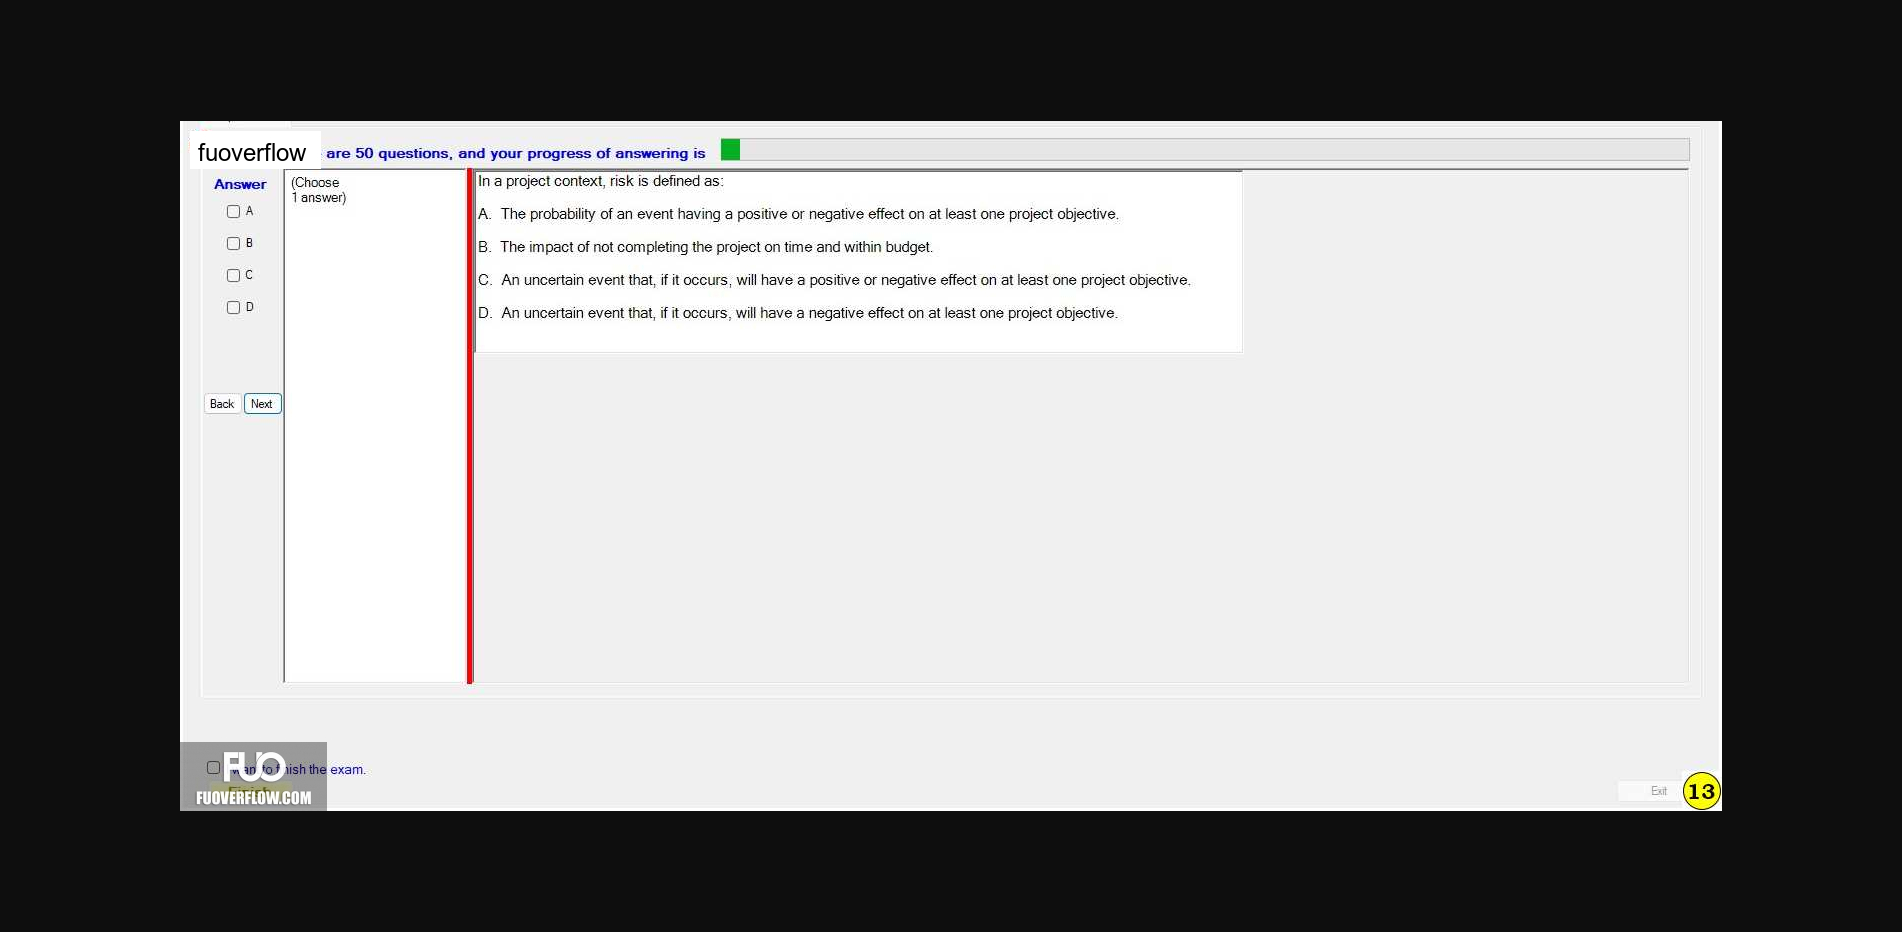 fuoverflow are 50 questions, and your progress of answering is
Answer
(Choose
1 answer)
A
B
C
D
Back Next
In a project context, risk is defined as:
A. The probability of an event having a positive or negative effect on at least one project objective.
B. The impact of not completing the project on time and within budget.
C. An uncertain event that, if it occurs, will have a positive or negative effect on at least one project objective.
D. An uncertain event that, if it occurs, will have a negative effect on at least one project objective.
FUO
want to finish the exam.
Finish
FUOVERFLOW.COM
Exit
13